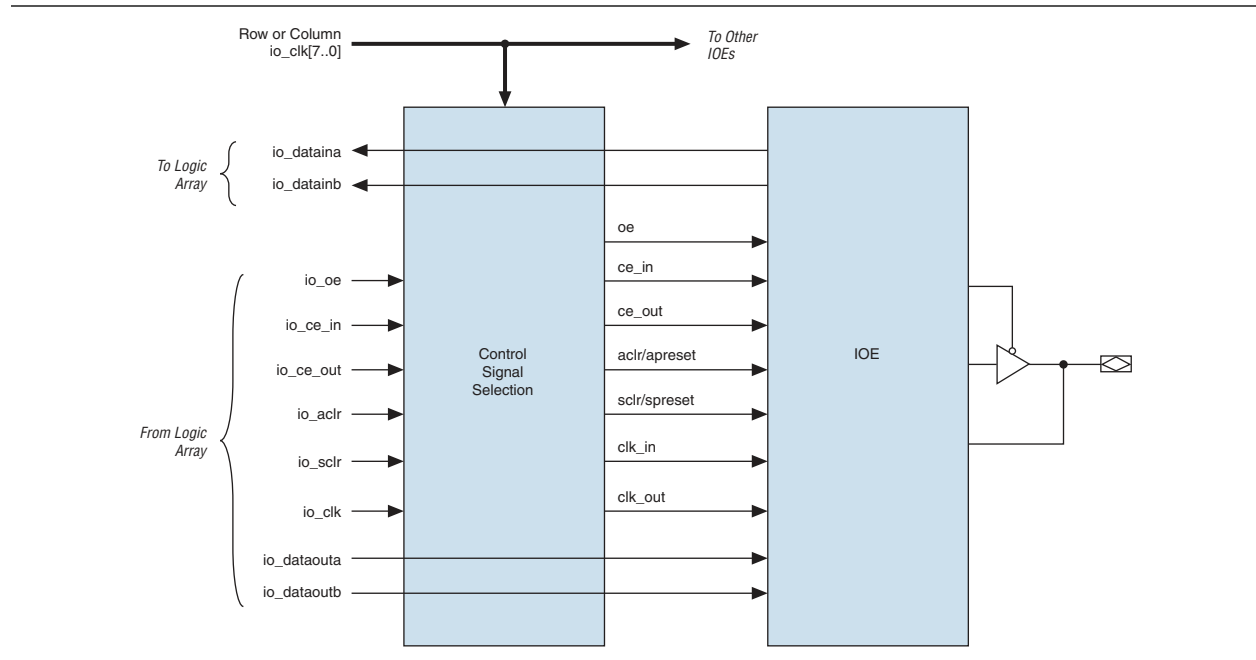 Row or Column
io_clk[7..0]
To Other
IOEs
To Logic
Array
io_dataina
io_datainb
oe
ce_in
ce_out
aclr/apreset
sclr/spreset
clk_in
clk_out
From Logic
Array
io_oe
io_ce_in
io_ce_out
io_aclr
io_sclr
io_clk
io_dataouta
io_dataoutb
Control
Signal
Selection
IOE